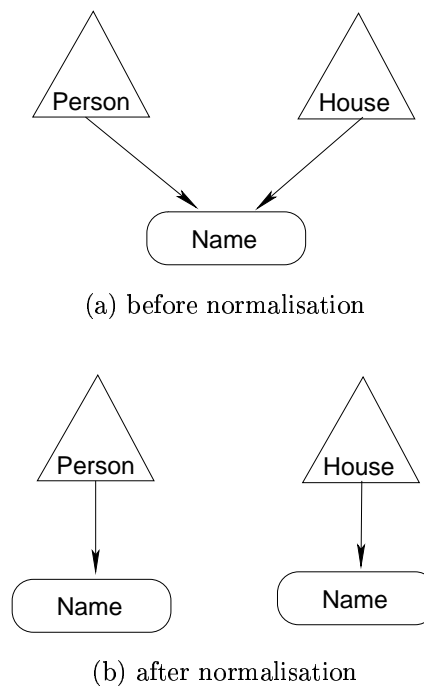 Person House
Name
(a) before normalisation
Person House
Name Name
(b) after normalisation